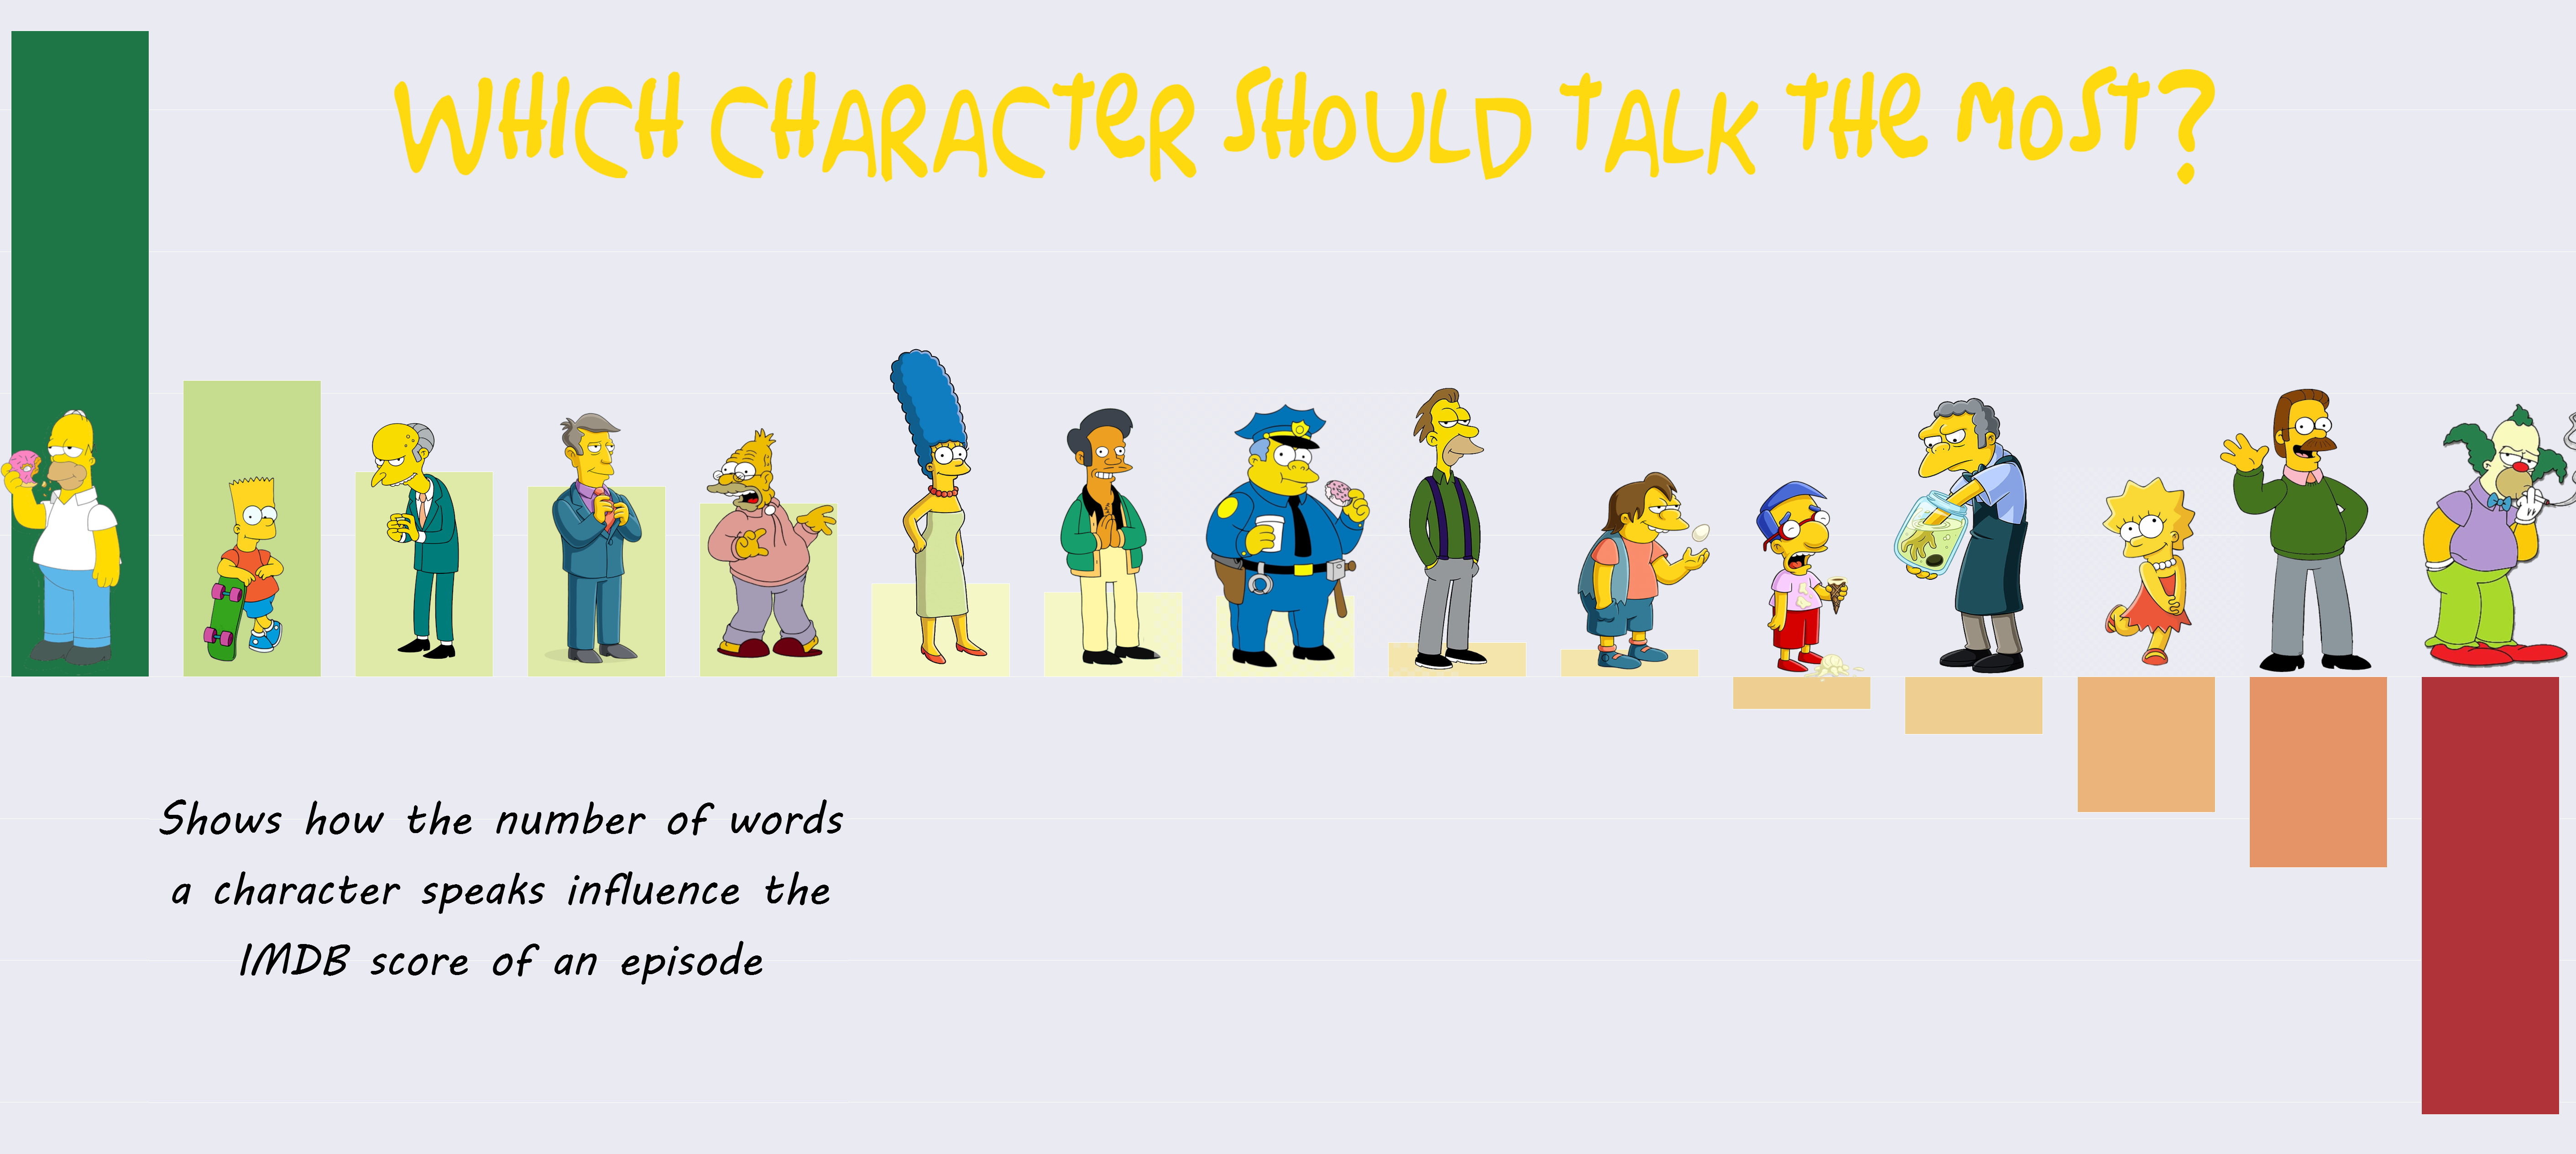 WHICH CHARACTER SHOULD TALK THE MOST?
Shows how the number of words
a character speaks influence the
IMDB score of an episode